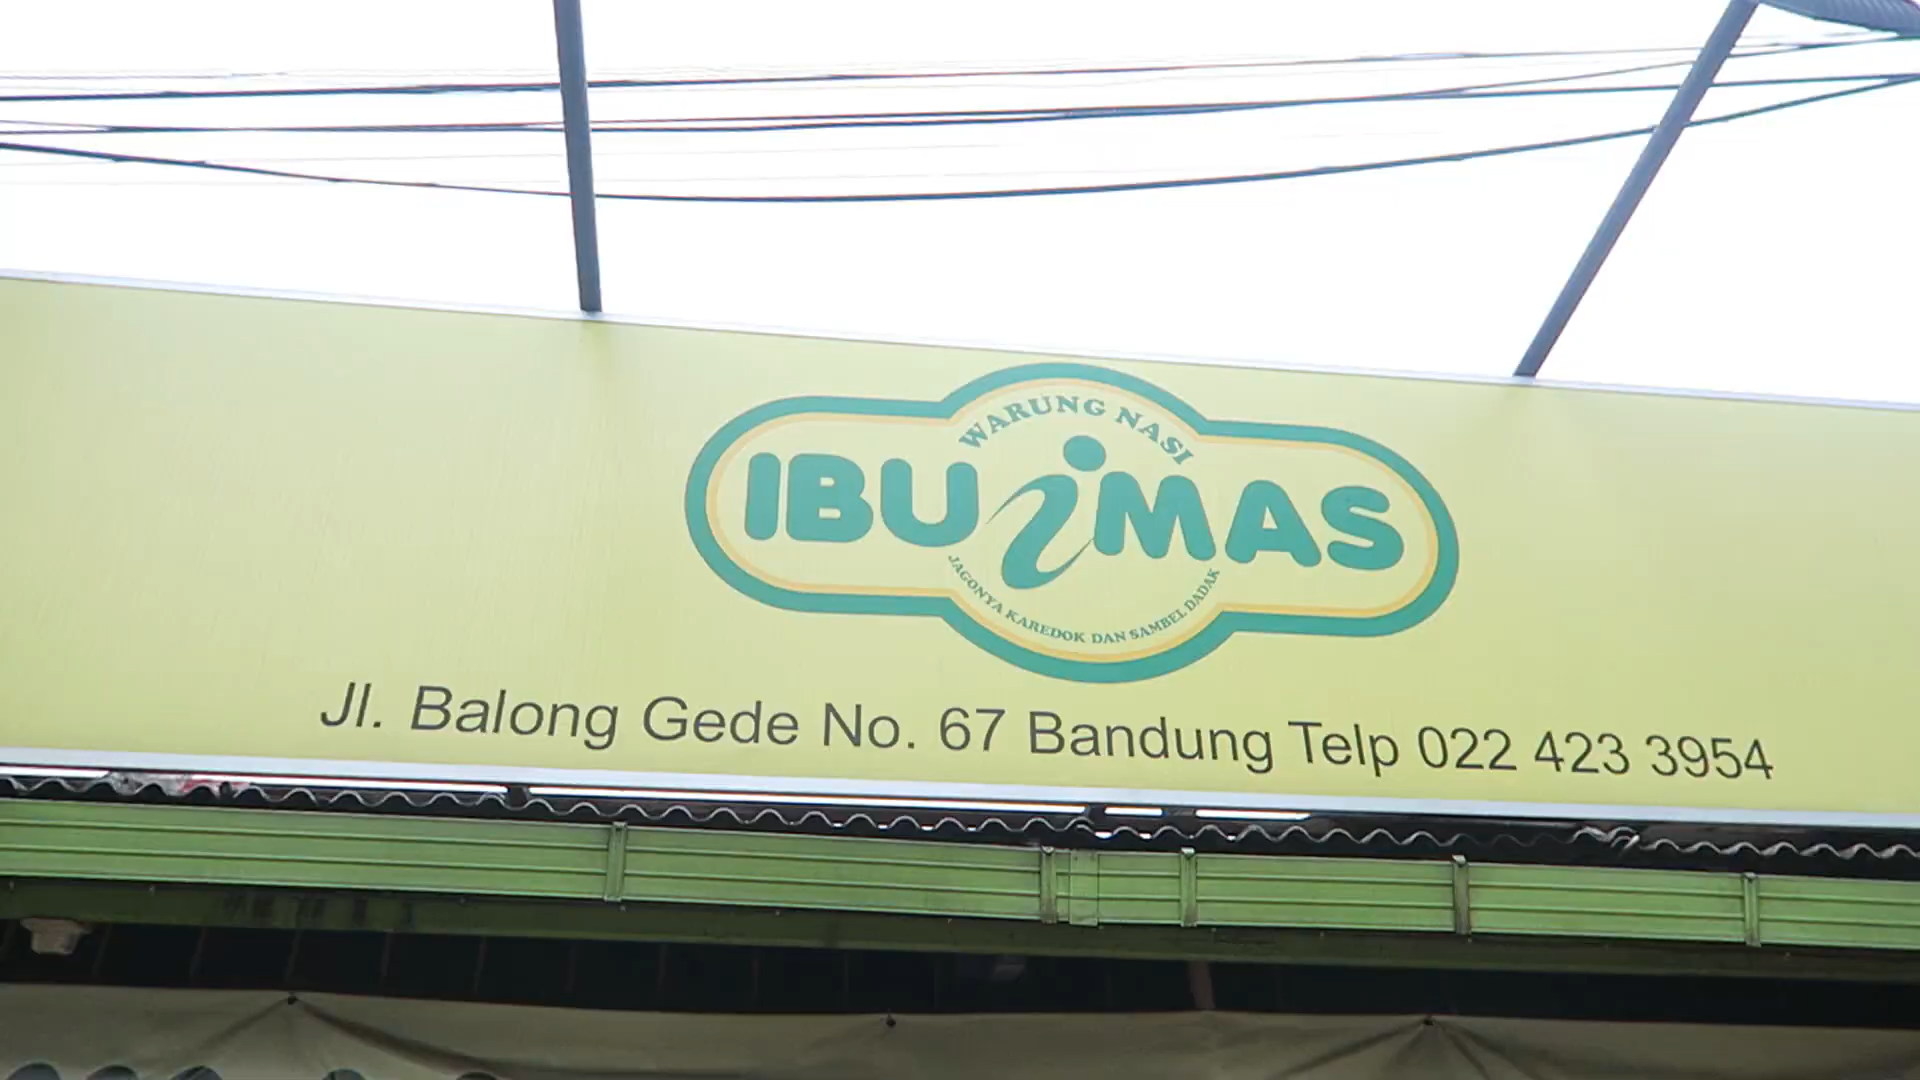 WARUNG NASI
IBU iMAS
JAGONYA KAREDOK DAN SAMBEL DADAK
Jl. Balong Gede No. 67 Bandung Telp 022 423 3954